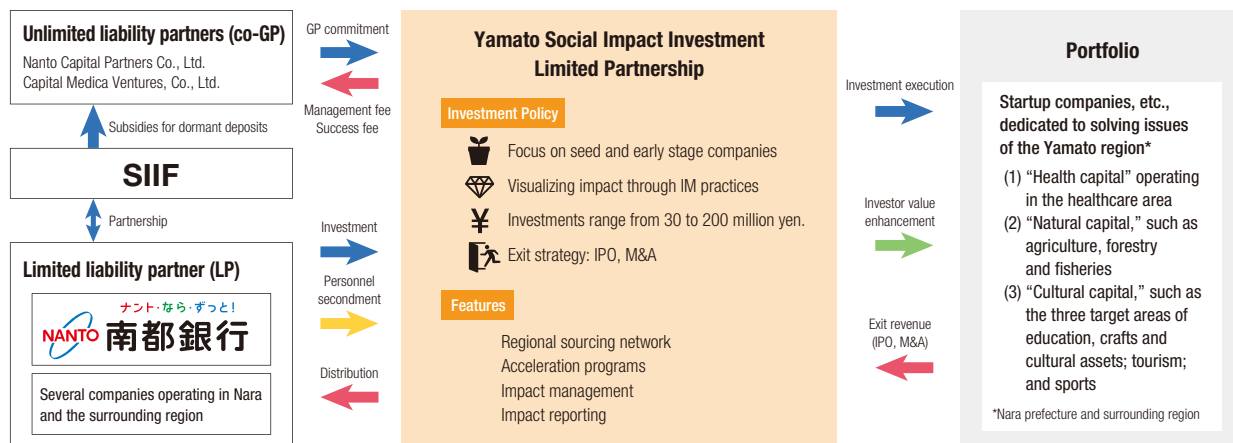 Unlimited liability partners (co-GP)
Nanto Capital Partners Co., Ltd.
Capital Medica Ventures, Co., Ltd.
Subsidies for dormant deposits
SIIF
Partnership
Limited liability partner (LP)
ナント・なら・ずっと!
NANTO 南都銀行
Several companies operating in Nara
and the surrounding region
GP commitment
Management fee
Success fee
Investment
Personnel
secondment
Distribution
Yamato Social Impact Investment
Limited Partnership
Investment Policy
Focus on seed and early stage companies
Visualizing impact through IM practices
¥ Investments range from 30 to 200 million yen.
Exit strategy: IPO, M&A
Features
Regional sourcing network
Acceleration programs
Impact management
Impact reporting
Investment execution
Investor value
enhancement
Exit revenue
(IPO, M&A)
Portfolio
Startup companies, etc.,
dedicated to solving issues
of the Yamato region*
(1) “Health capital” operating
in the healthcare area
(2) “Natural capital,” such as
agriculture, forestry
and fisheries
(3) “Cultural capital,” such as
the three target areas of
education, crafts and
cultural assets; tourism;
and sports
*Nara prefecture and surrounding region